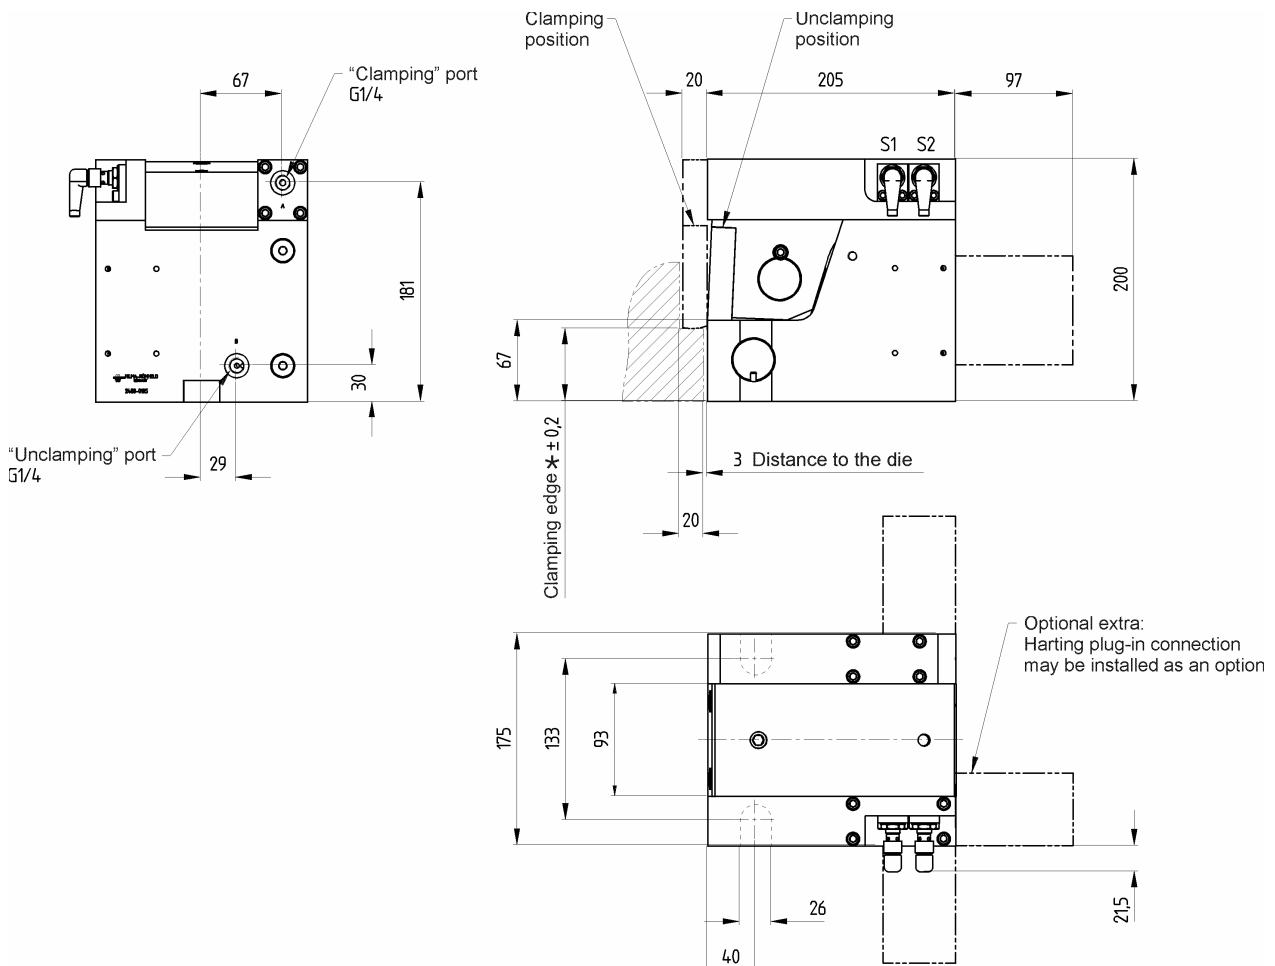 Clamping
position
Unclamping
position
67
"Clamping" port
G1/4
20
205
97
S1
S2
A
181
200
B
67
30
"Unclamping" port
G1/4
29
3 Distance to the die
Clamping edge * ± 0,2
20
Optional extra:
Harting plug-in connection
may be installed as an option
175
133
93
26
40
21,5